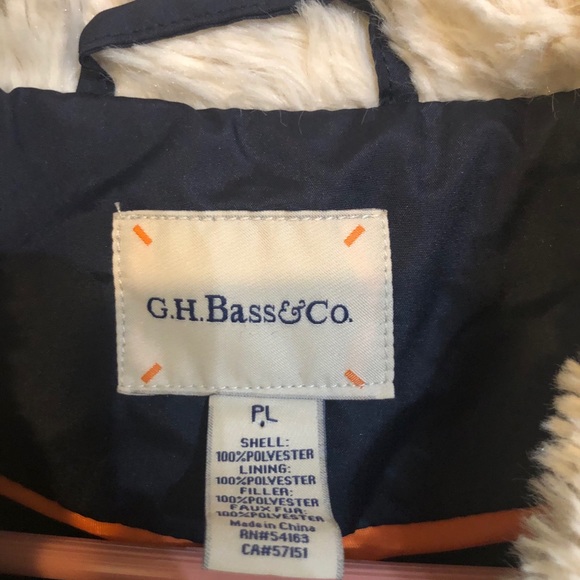 G.H.Bass&Co.
PL
SHELL:
100%POLYESTER
LINING:
100%POLYESTER
FILLER:
100%POLYESTER
FAUX FUR:
100%POLYESTER
Made in China
RN#54163
CA#57151